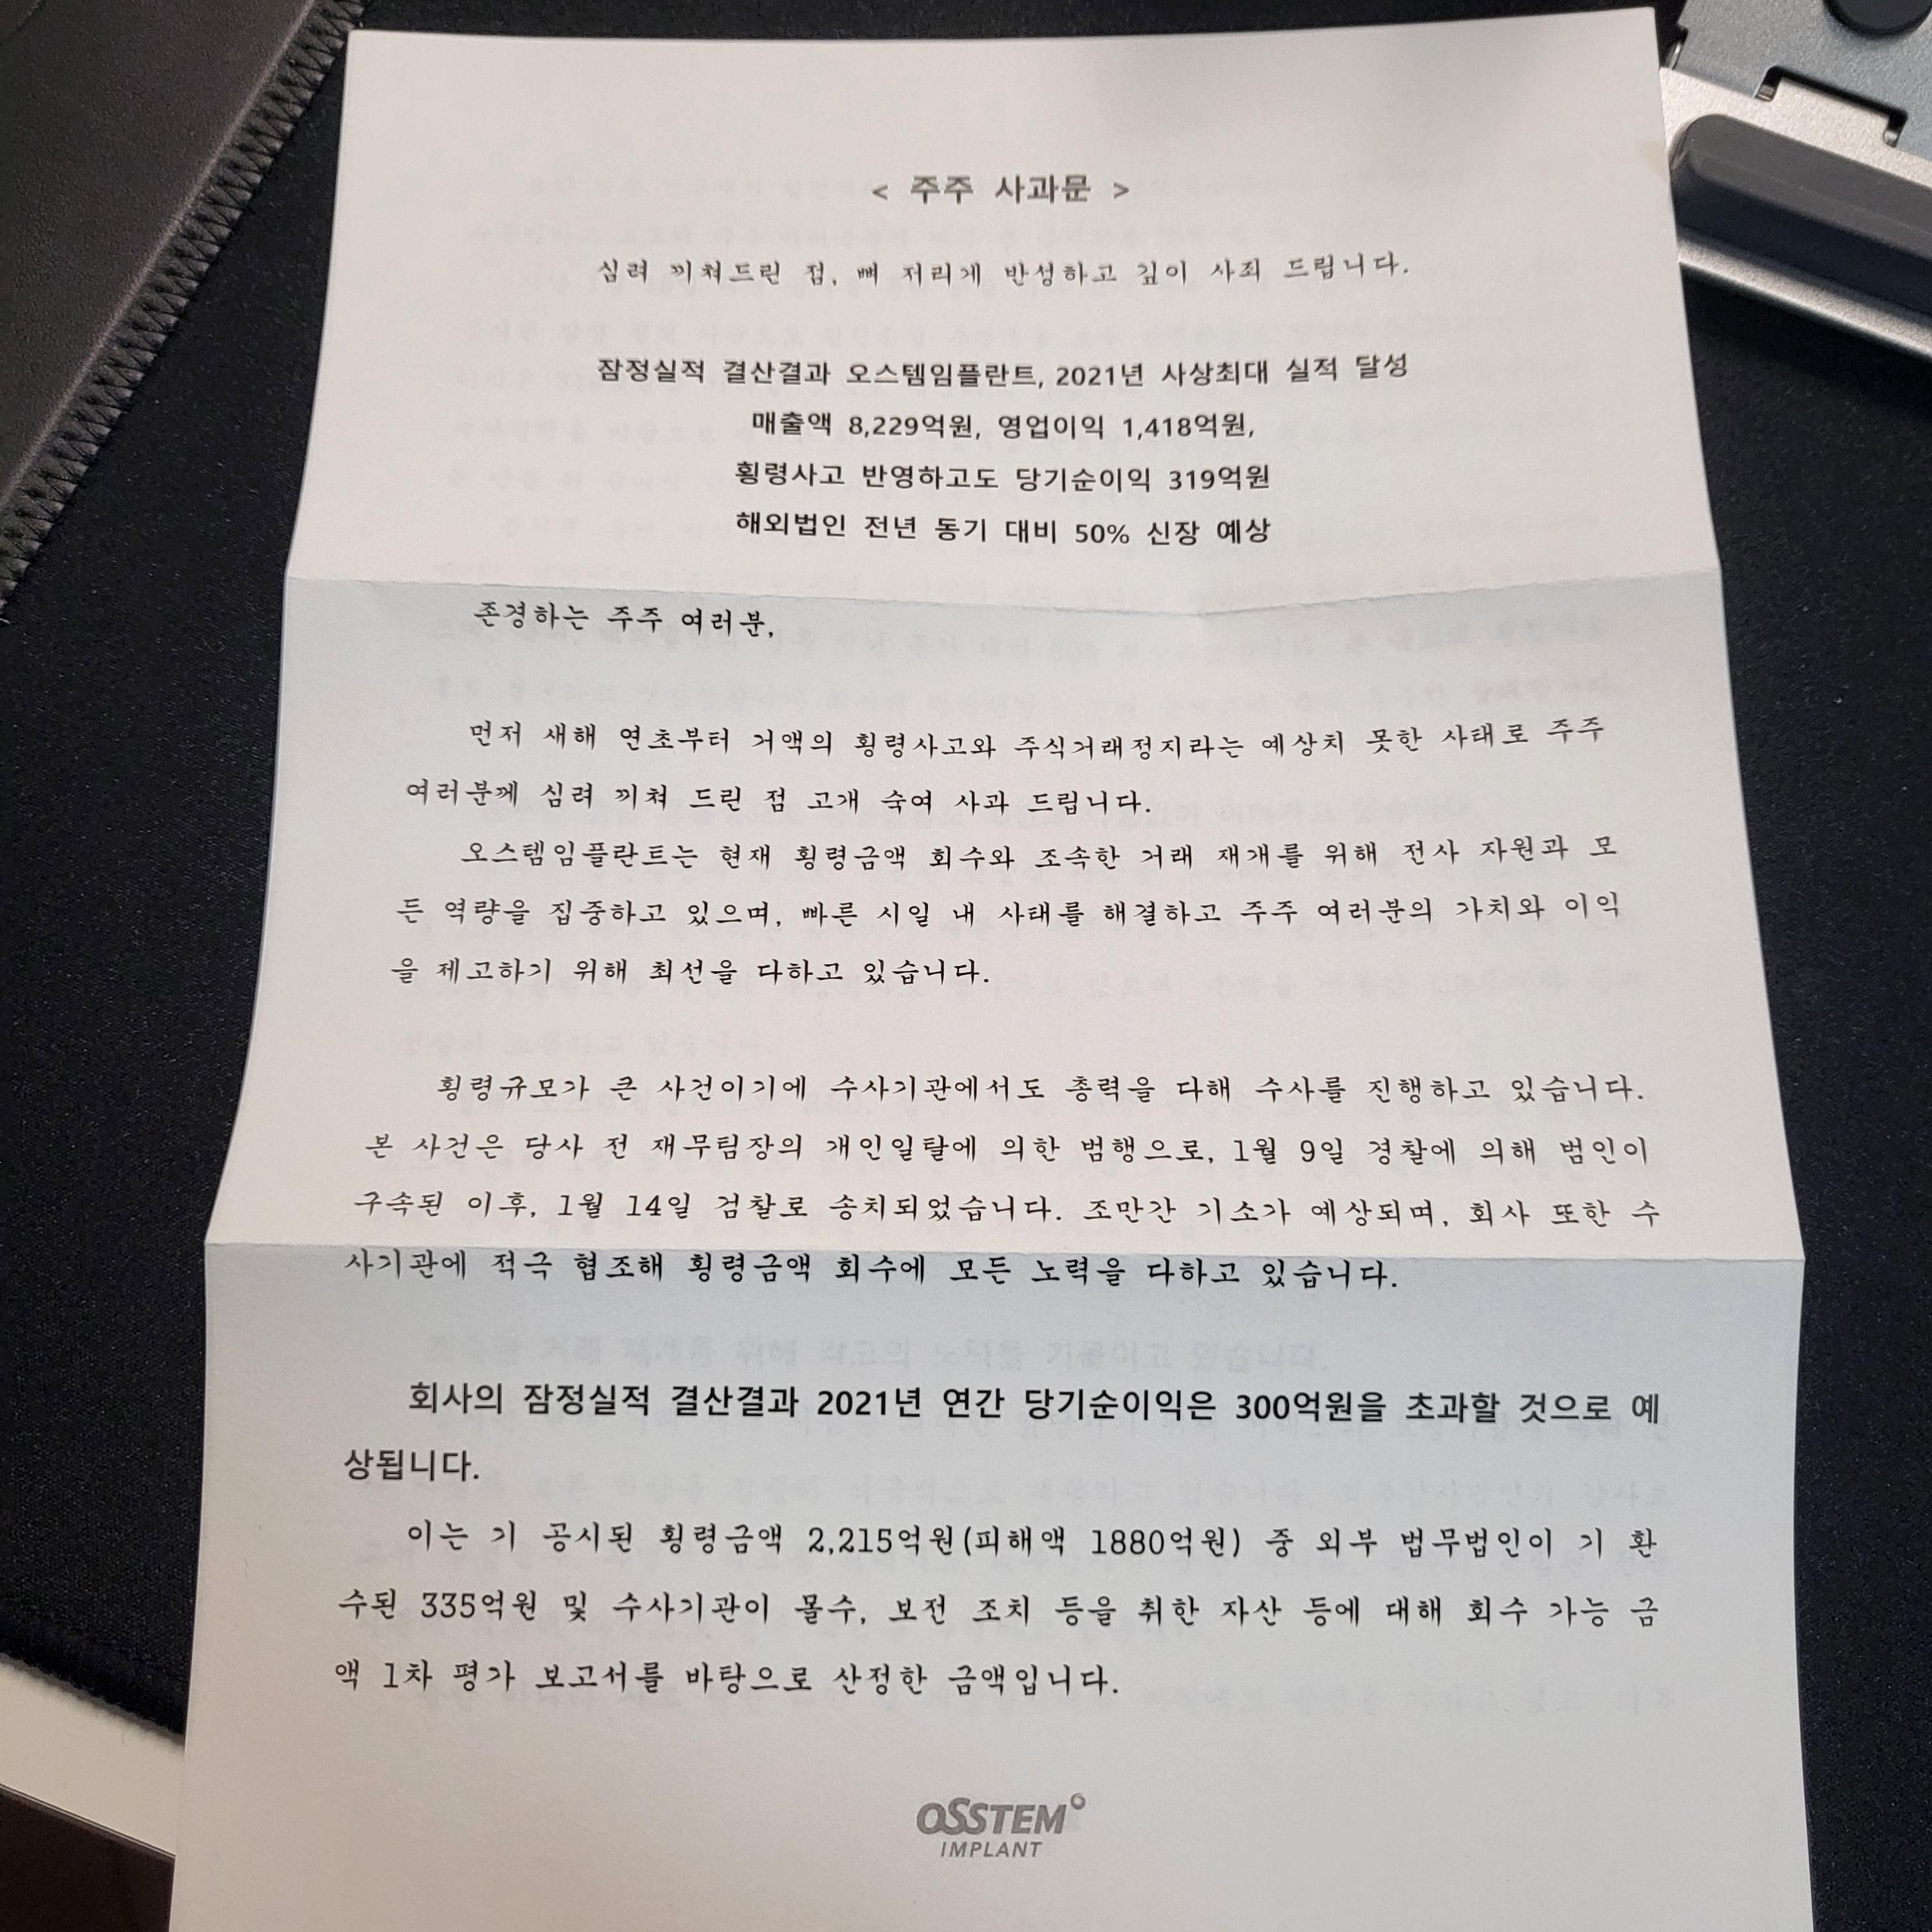 < 주주 사과문 >
심려 끼쳐드린 점, 뼈 저리게 반성하고 깊이 사죄 드립니다.
잠정실적 결산결과 오스템임플란트, 2021년 사상최대 실적 달성
매출액 8,229억원, 영업이익 1,418억원,
횡령사고 반영하고도 당기순이익 319억원
해외법인 전년 동기 대비 50% 신장 예상
존경하는 주주 여러분,
먼저 새해 연초부터 거액의 횡령사고와 주식거래정지라는 예상치 못한 사태로 주주
여러분께 심려 끼쳐 드린 점 고개 숙여 사과 드립니다.
오스템임플란트는 현재 횡령금액 회수와 조속한 거래 재개를 위해 전사 자원과 모
든 역량을 집중하고 있으며, 빠른 시일 내 사태를 해결하고 주주 여러분의 가치와 이익
을 제고하기 위해 최선을 다하고 있습니다.
횡령규모가 큰 사건이기에 수사기관에서도 총력을 다해 수사를 진행하고 있습니다.
본 사건은 당사 전 재무팀장의 개인일탈에 의한 범행으로, 1월 9일 경찰에 의해 범인이
구속된 이후, 1월 14일 검찰로 송치되었습니다. 조만간 기소가 예상되며, 회사 또한 수
사기관에 적극 협조해 횡령금액 회수에 모든 노력을 다하고 있습니다.
회사의 잠정실적 결산결과 2021년 연간 당기순이익은 300억원을 초과할 것으로 예
상됩니다.
이는 기 공시된 횡령금액 2,215억원(피해액 1880억원) 중 외부 법무법인이 기 환
수된 335억원 및 수사기관이 몰수, 보전 조치 등을 취한 자산 등에 대해 회수 가능 금
액 1차 평가 보고서를 바탕으로 산정한 금액입니다.
OSSTEM
IMPLANT